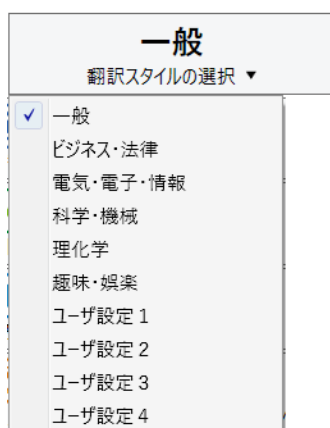 一般
翻訳スタイルの選択 ▼
✓ 一般
ビジネス・法律
電気・電子・情報
科学・機械
理化学
趣味・娯楽
ユーザ設定 1
ユーザ設定 2
ユーザ設定 3
ユーザ設定 4